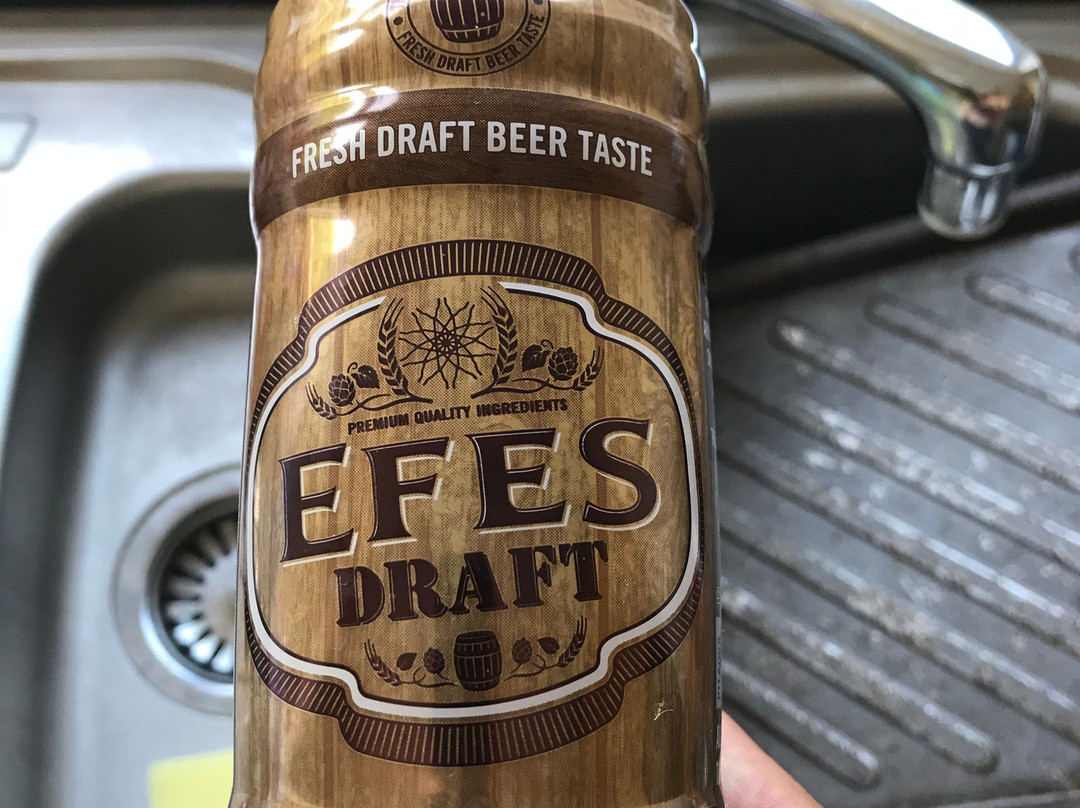 FRESH DRAFT BEER TASTE
FRESH DRAFT BEER TASTE
PREMIUM QUALITY INGREDIENTS
EFES
DRAFT